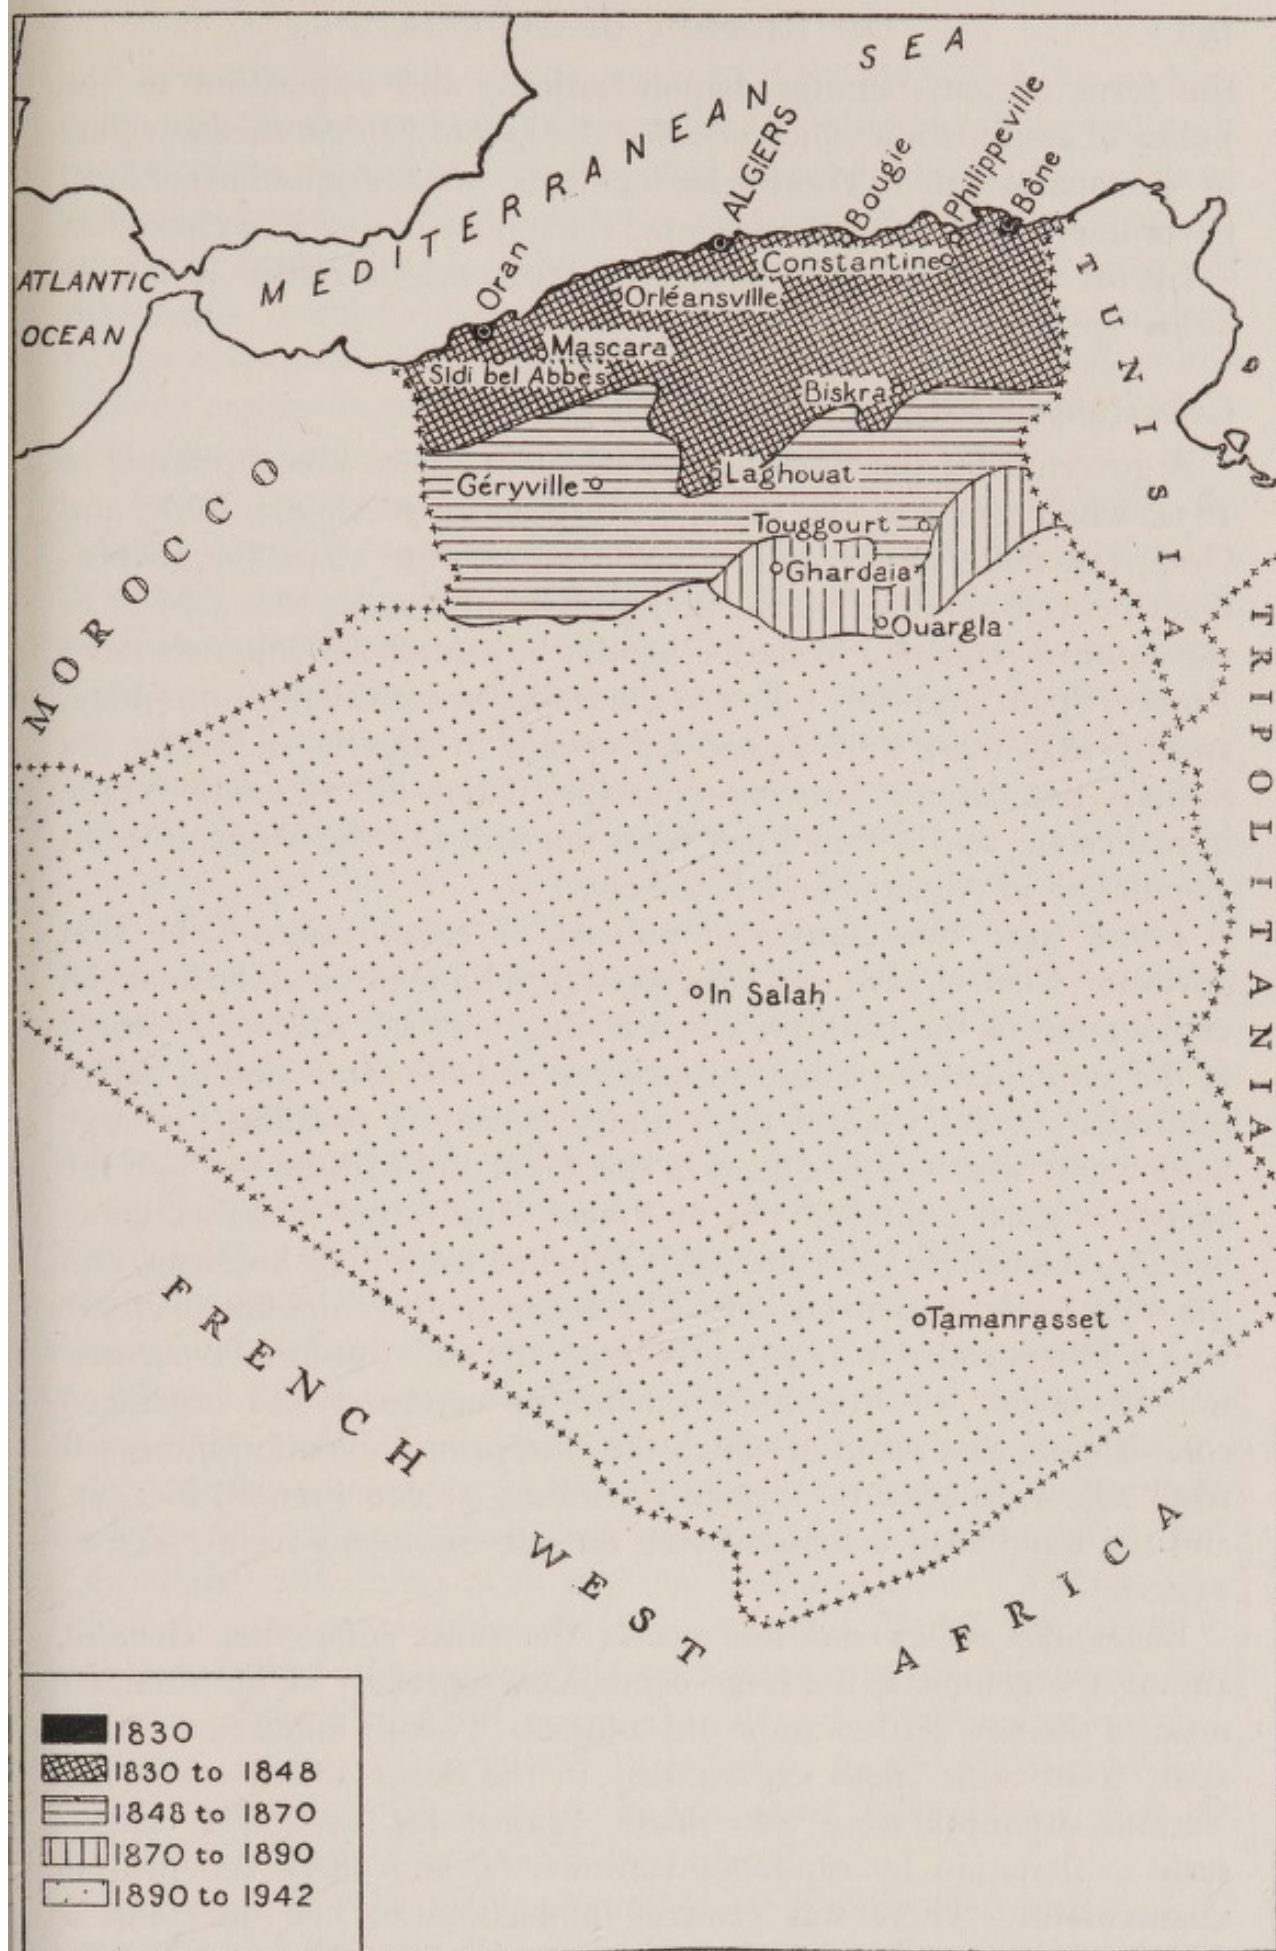 MEDITERRANEAN SEA
ATLANTIC
OCEAN
Oran
ALGIERS
Bougie
Philippeville
Bône
Constantine
Orléansville
Mascara
Sidi bel Abbès
Biskra
TUNISIA
MOROCCO
Géryville
Laghouat
Touggourt
Ghardaia
Ouargla
TRIPOLITANIA
In Salah
Tamanrasset
FRENCH WEST AFRICA
1830
1830 to 1848
1848 to 1870
1870 to 1890
1890 to 1942